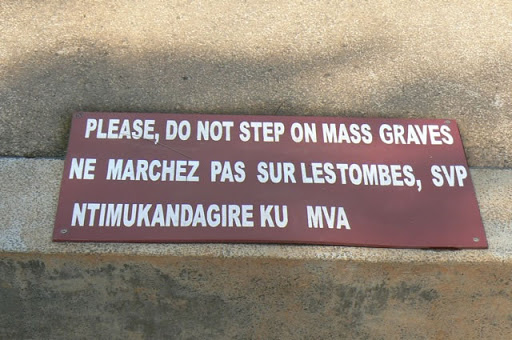 PLEASE, DO NOT STEP ON MASS GRAVES
NE MARCHEZ PAS SUR LESTOMBES, SVP
NTIMUKANDAGIRE KU MVA